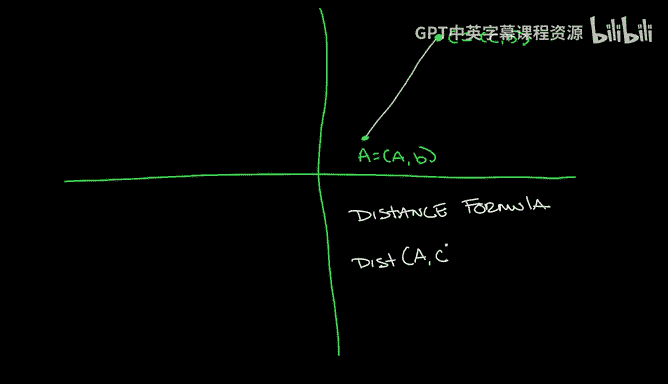 GPT中英字幕课程资源 bilibili
A=(A,b)
DISTANCE FORMULA
DIST (A,C